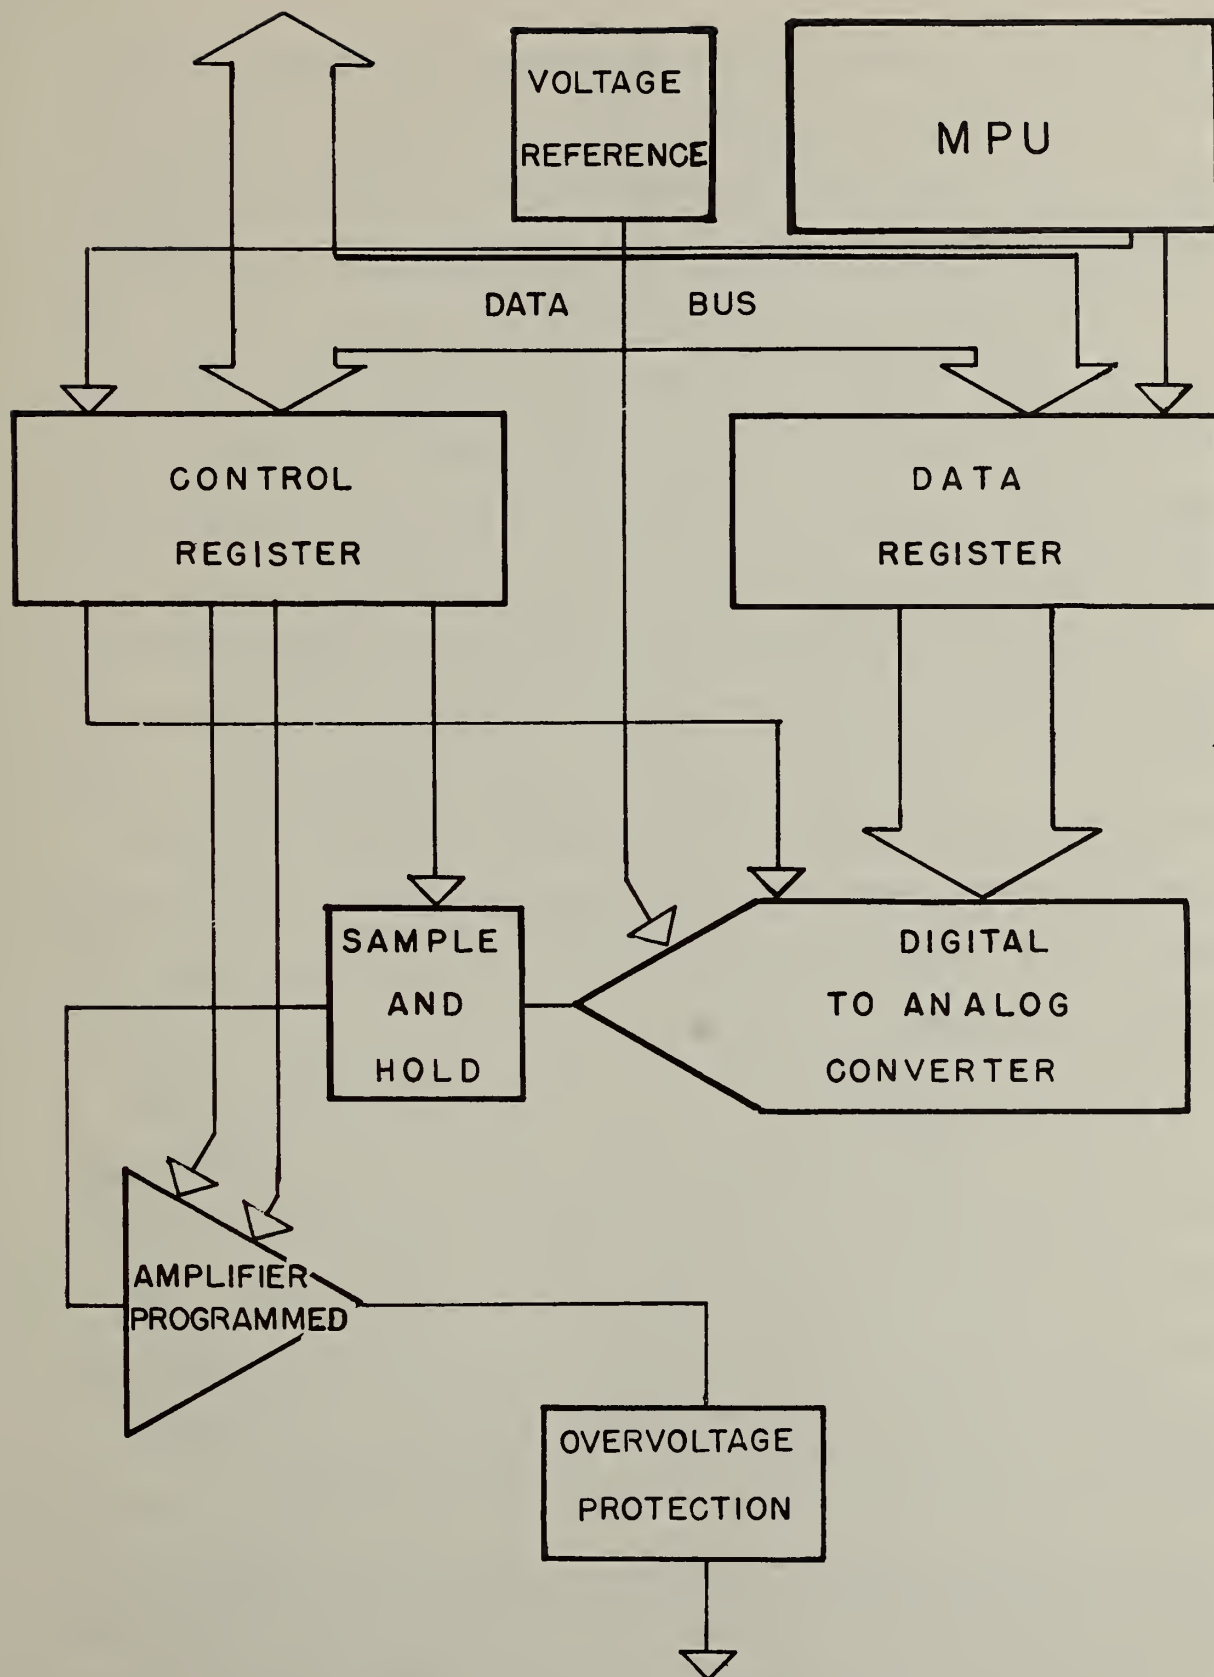 VOLTAGE
REFERENCE
MPU
DATA BUS
CONTROL
REGISTER
DATA
REGISTER
SAMPLE
AND
HOLD
DIGITAL
TO ANALOG
CONVERTER
AMPLIFIER
PROGRAMMED
OVERVOLTAGE
PROTECTION